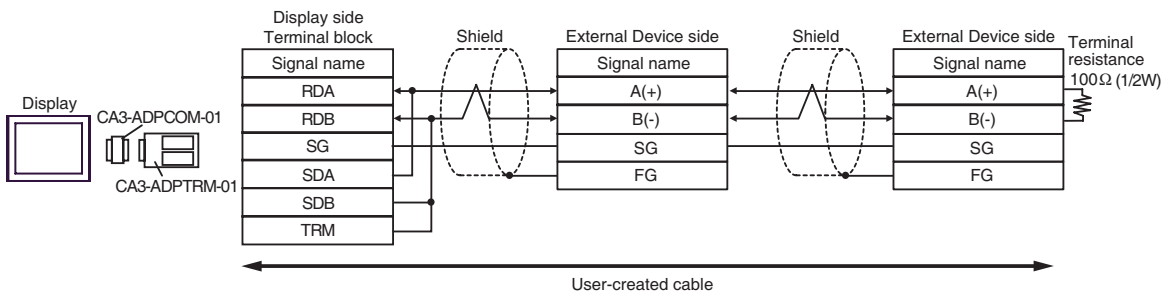 Display side
Terminal block
Shield
External Device side
Shield
External Device side
Terminal
resistance
100Ω (1/2W)
Signal name
Signal name
Signal name
RDA
A(+)
A(+)
RDB
B(-)
B(-)
SG
SG
SG
SDA
FG
FG
SDB
TRM
Display
CA3-ADPCOM-01
CA3-ADPTRM-01
User-created cable